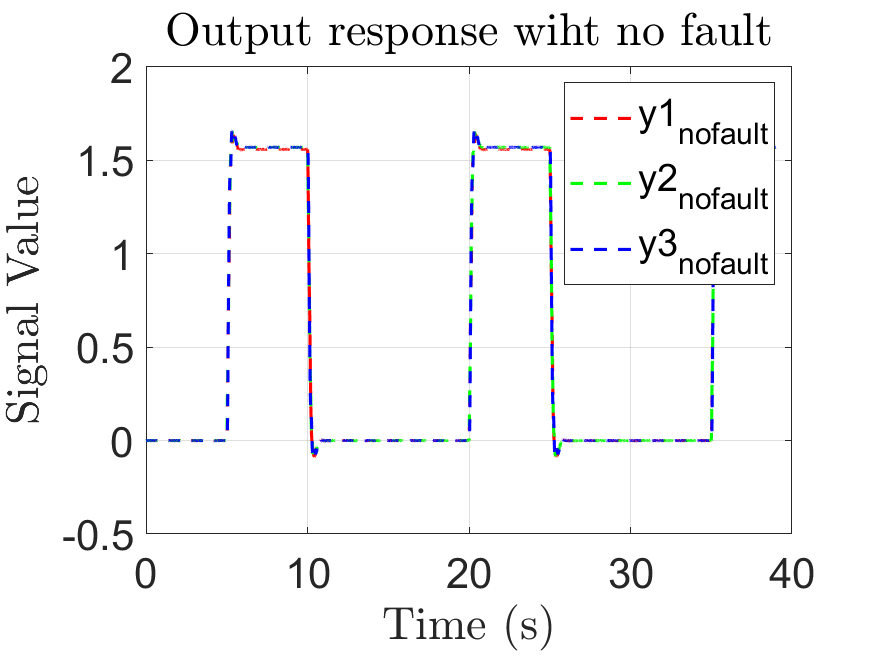 Output response wiht no fault
2
1.5
1
0.5
0
-0.5
Signal Value
y1nofault
y2nofault
y3nofault
0 10 20 30 40
Time (s)